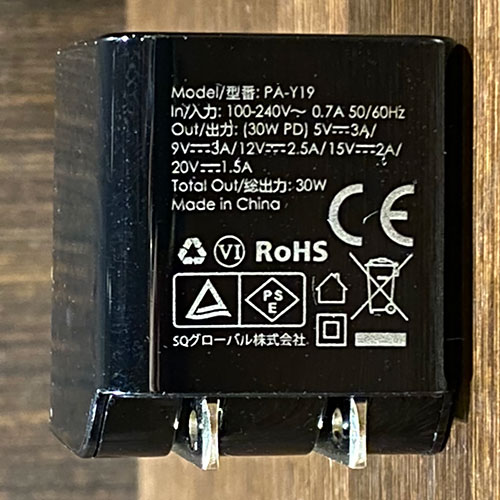 Model/型番: PA-Y19
In/入力: 100-240V～ 0.7A 50/60Hz
Out/出力: (30W PD) 5V⎓3A/
9V⎓3A/12V⎓2.5A/15V⎓2A/
20V⎓1.5A
Total Out/総出力: 30W
Made in China
CE
VI RoHS
PS
E
SQグローバル株式会社